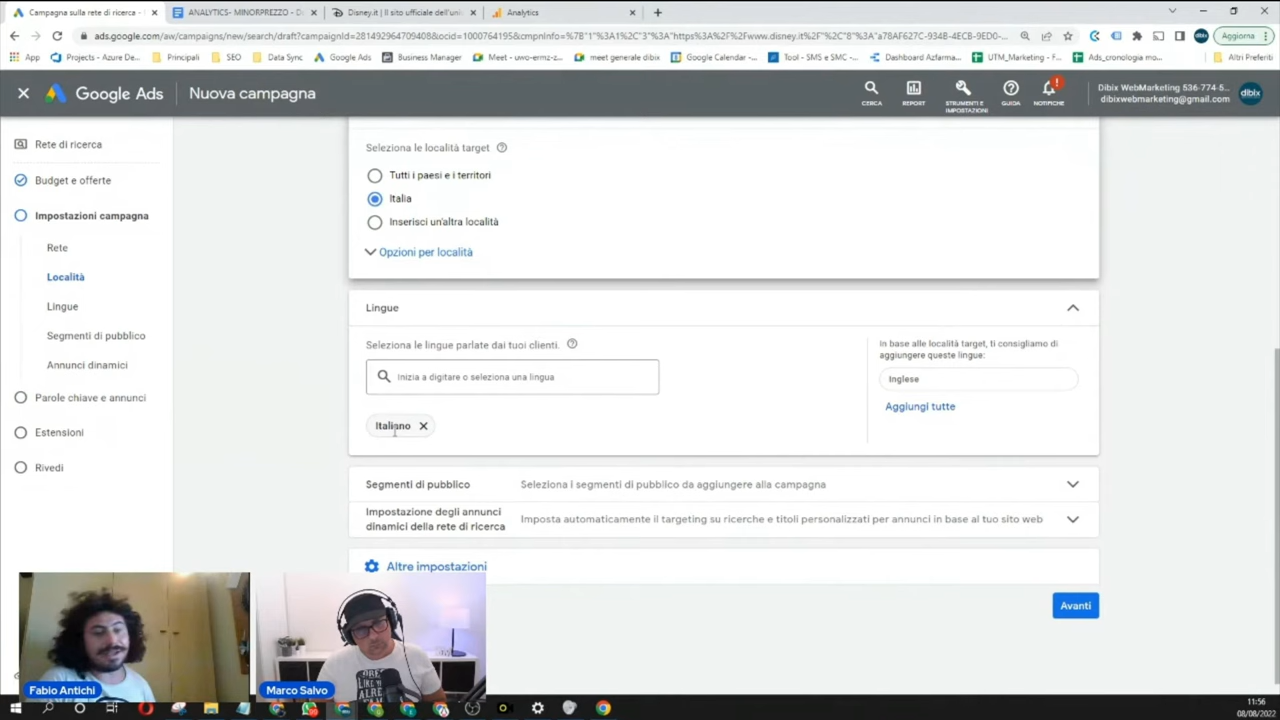 Campagna sulla rete di ricerca -
ANALYTICS- MINORPREZZO - D
Disney.it | Il sito ufficiale dell'uni
Analytics
ads.google.com/aw/campaigns/new/search/draft?campaignId=281492964709408&ocid=1000764195&cmpnInfo=%7B"1"%3A1%2C"3"%3A"https%3A%2F%2Fwww.disney.it%2F"%2C"8"%3A"a78AF627C-934B-4ECB-9ED0-...
Aggiorna
App
Projects - Azure De...
Principali
SEO
Data Sync
Google Ads
Business Manager
Meet - uwo-ermz-z...
meet generale dibix
Google Calendar -...
Tool - SMS e SMC -...
Dashboard Azfarma...
UTM_Marketing - F...
Ads_cronologia mo...
Altri Preferiti
Google Ads
Nuova campagna
CERCA
REPORT
STRUMENTI E
IMPOSTAZIONI
GUIDA
NOTIFICHE
Dibix WebMarketing 536-774-5...
dibixwebmarketing@gmail.com
dibix
Rete di ricerca
Budget e offerte
Impostazioni campagna
Rete
Località
Lingue
Segmenti di pubblico
Annunci dinamici
Parole chiave e annunci
Estensioni
Rivedi
Seleziona le località target
Tutti i paesi e i territori
Italia
Inserisci un'altra località
Opzioni per località
Lingue
Seleziona le lingue parlate dai tuoi clienti.
Inizia a digitare o seleziona una lingua
Italiano
In base alle località target, ti consigliamo di
aggiungere queste lingue:
Inglese
Aggiungi tutte
Segmenti di pubblico
Seleziona i segmenti di pubblico da aggiungere alla campagna
Impostazione degli annunci
dinamici della rete di ricerca
Imposta automaticamente il targeting su ricerche e titoli personalizzati per annunci in base al tuo sito web
Altre impostazioni
Avanti
Fabio Antichi
Marco Salvo
11:56
08/08/2022